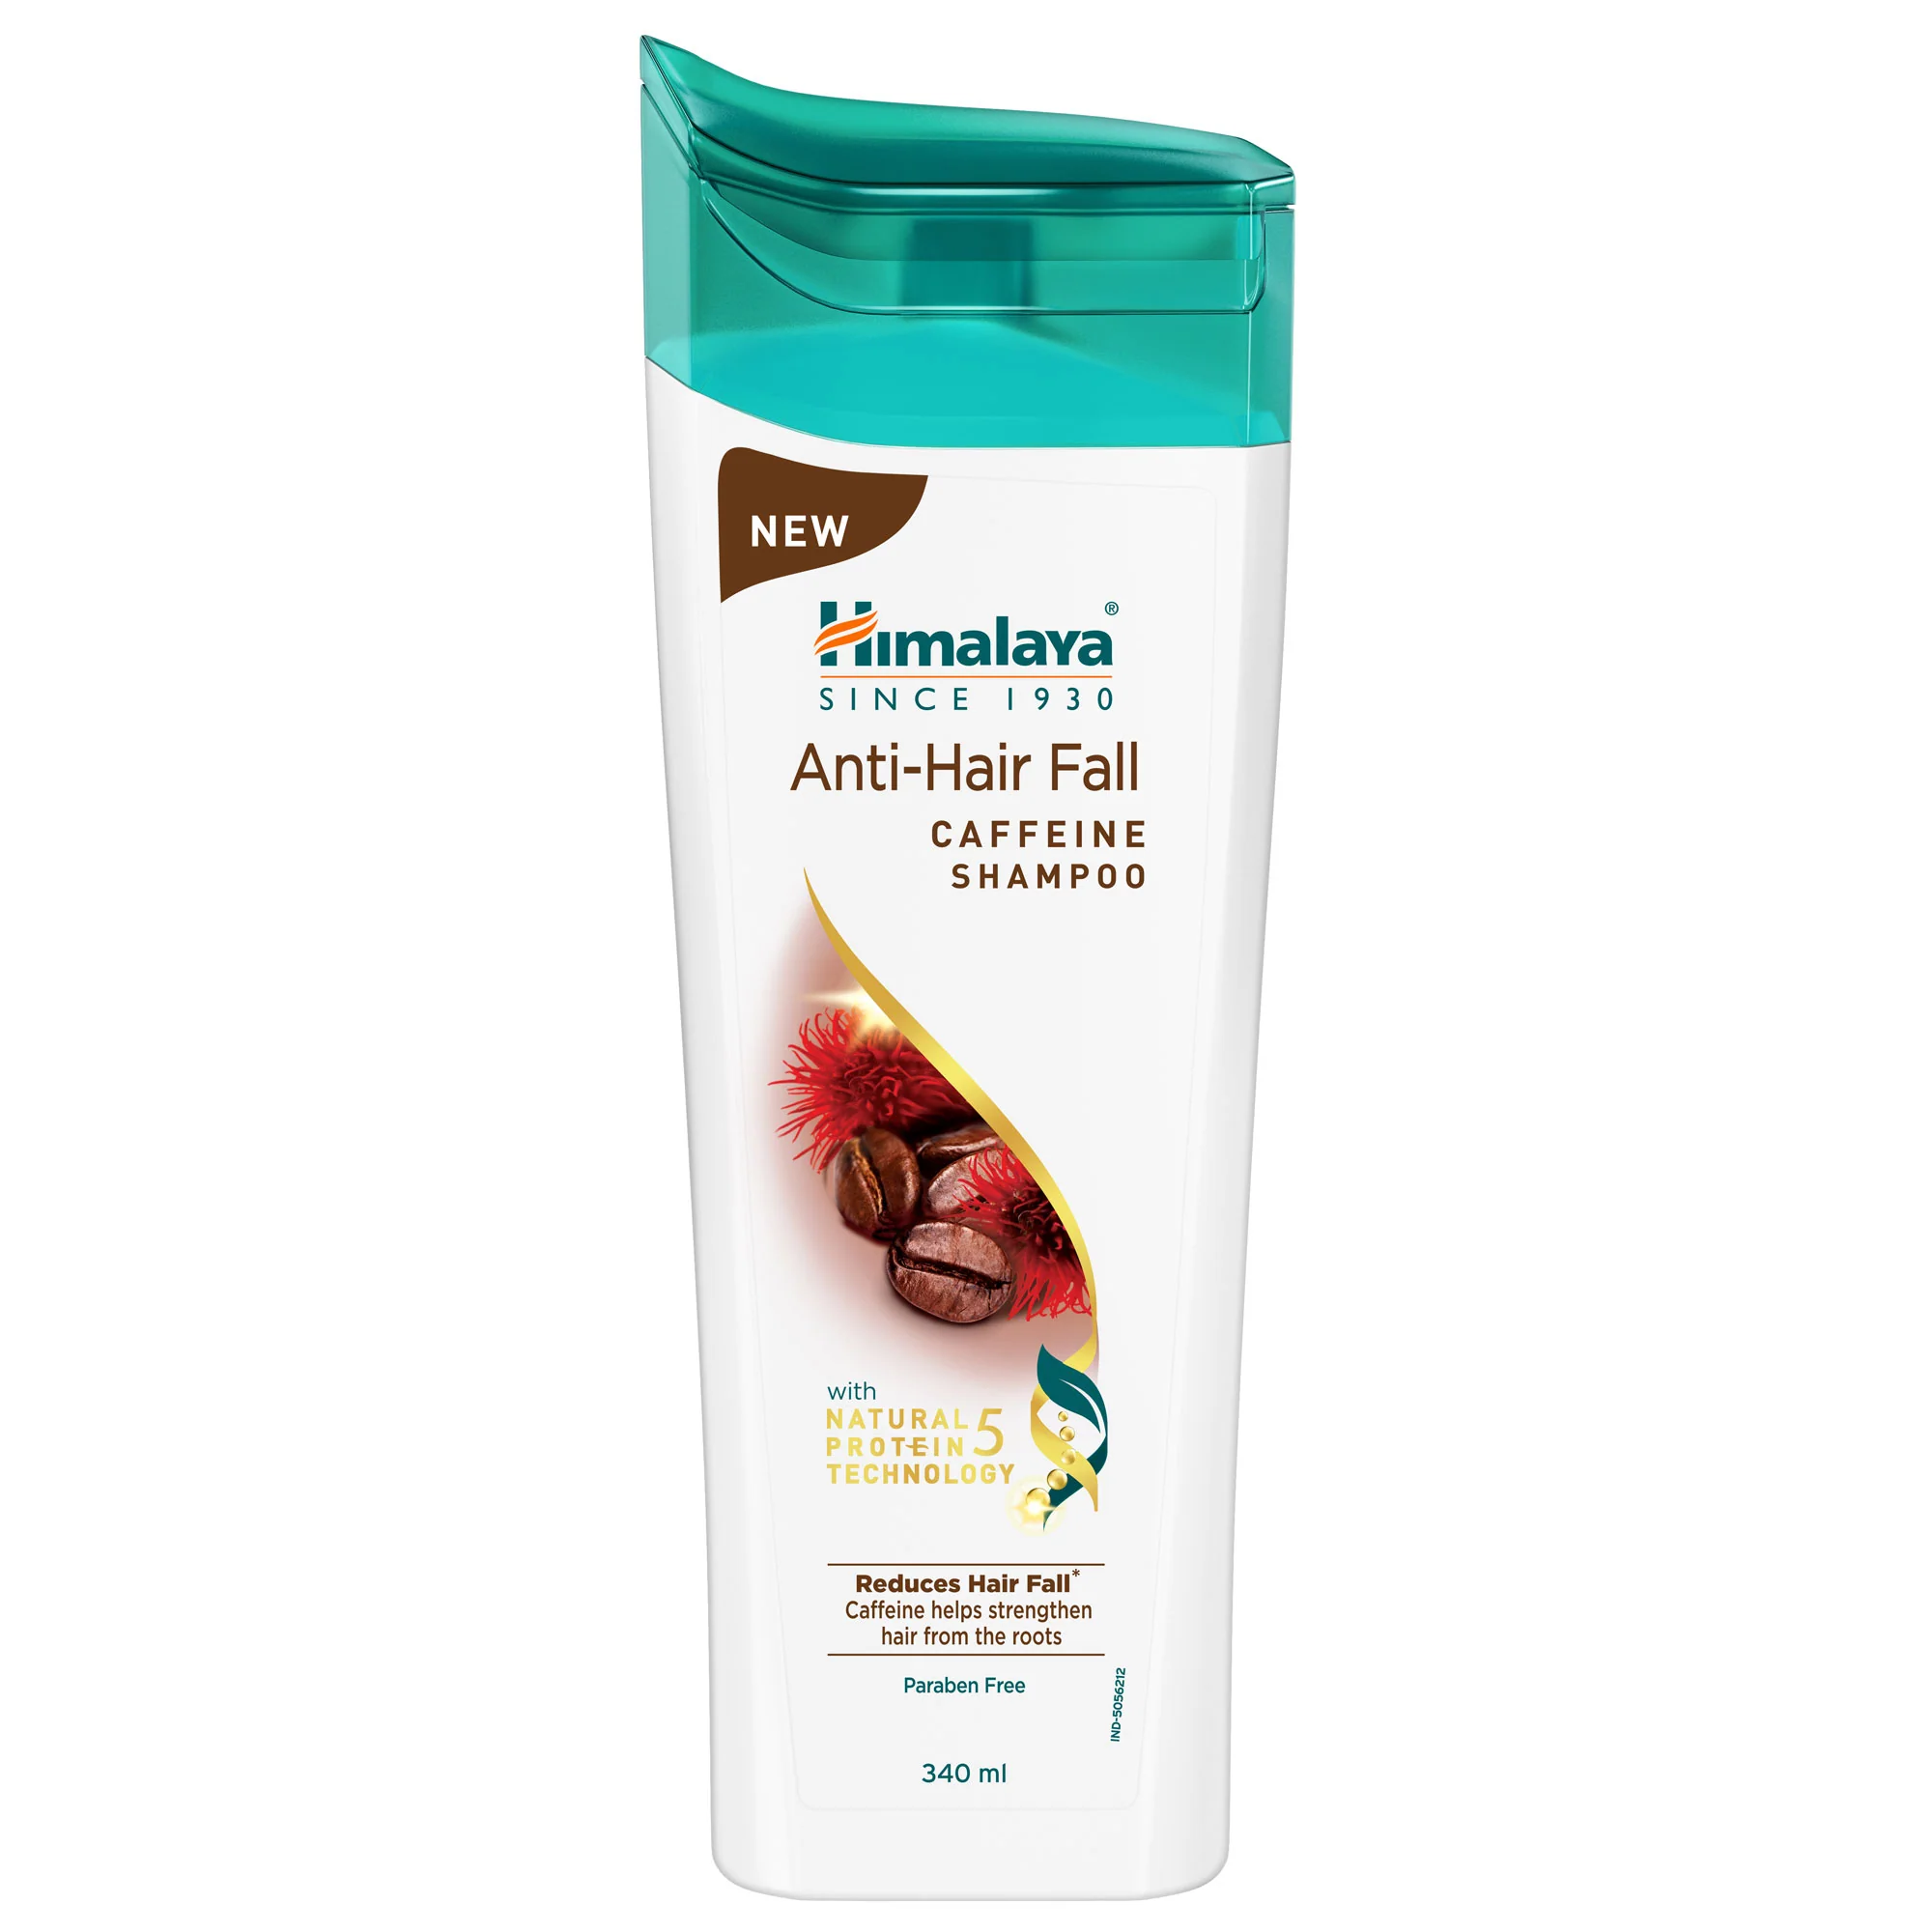 NEW
Himalaya®
SINCE 1930
Anti-Hair Fall
CAFFEINE
SHAMPOO
with
NATURAL
PROTEIN 5
TECHNOLOGY
Reduces Hair Fall*
Caffeine helps strengthen
hair from the roots
Paraben Free
IND-5056212
340 ml